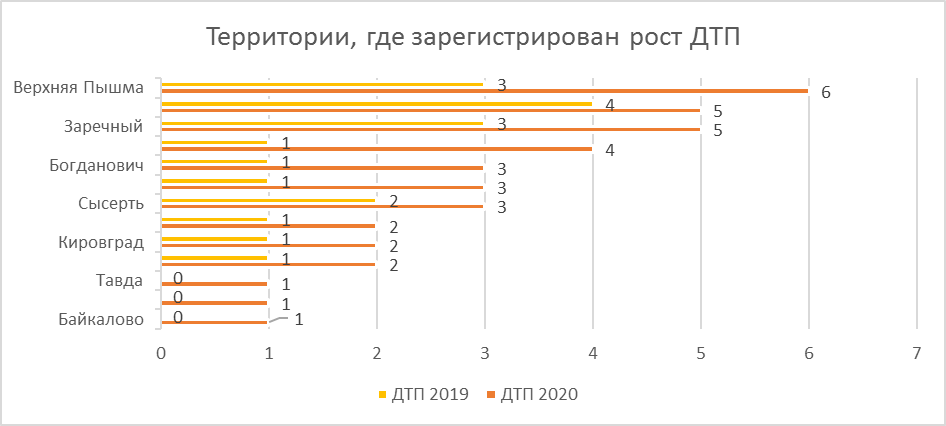 Территории, где зарегистрирован рост ДТП
Верхняя Пышма
3
6
4
5
Заречный
3
5
1
4
Богданович
1
3
1
3
Сысерть
2
3
1
2
Кировград
1
2
1
2
Тавда
0
1
0
1
Байкалово
0
1
0 1 2 3 4 5 6 7
ДТП 2019 ДТП 2020